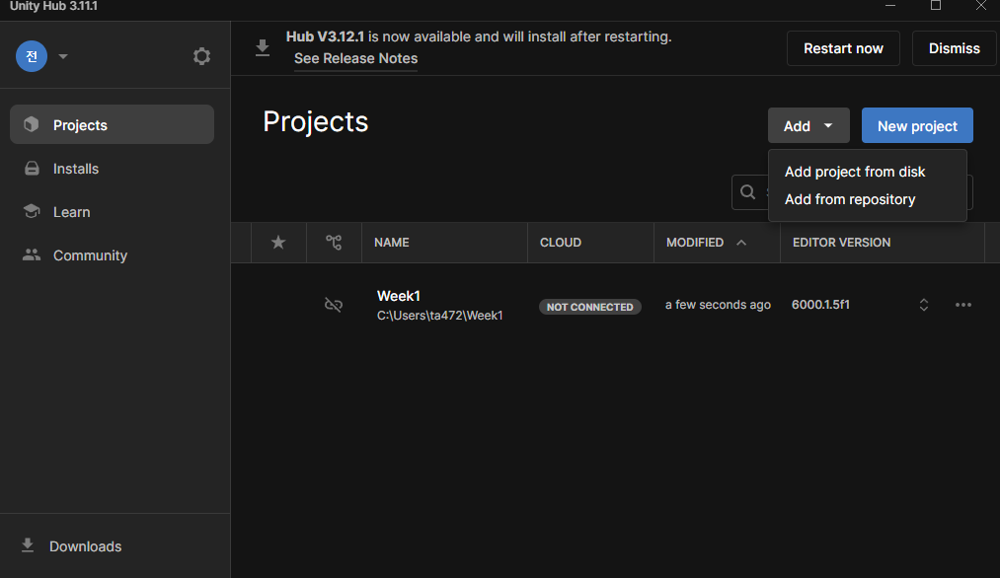 Unity Hub 3.11.1
전
Hub V3.12.1 is now available and will install after restarting.
See Release Notes
Restart now
Dismiss
Projects
Installs
Learn
Community
Downloads
Projects
Add
New project
Add project from disk
Add from repository
NAME
CLOUD
MODIFIED
EDITOR VERSION
Week1
C:\Users\ta472\Week1
NOT CONNECTED
a few seconds ago
6000.1.5f1